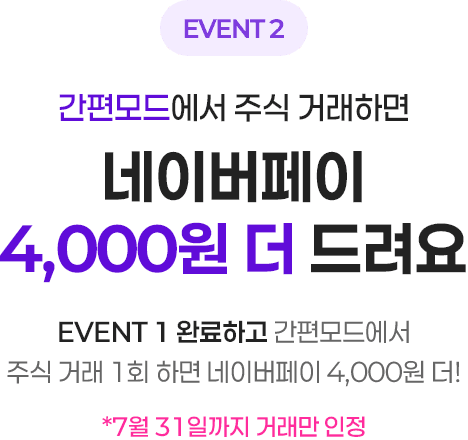 EVENT 2
간편모드에서 주식 거래하면
네이버페이
4,000원 더 드려요
EVENT 1 완료하고 간편모드에서
주식 거래 1회 하면 네이버페이 4,000원 더!
*7월 31일까지 거래만 인정